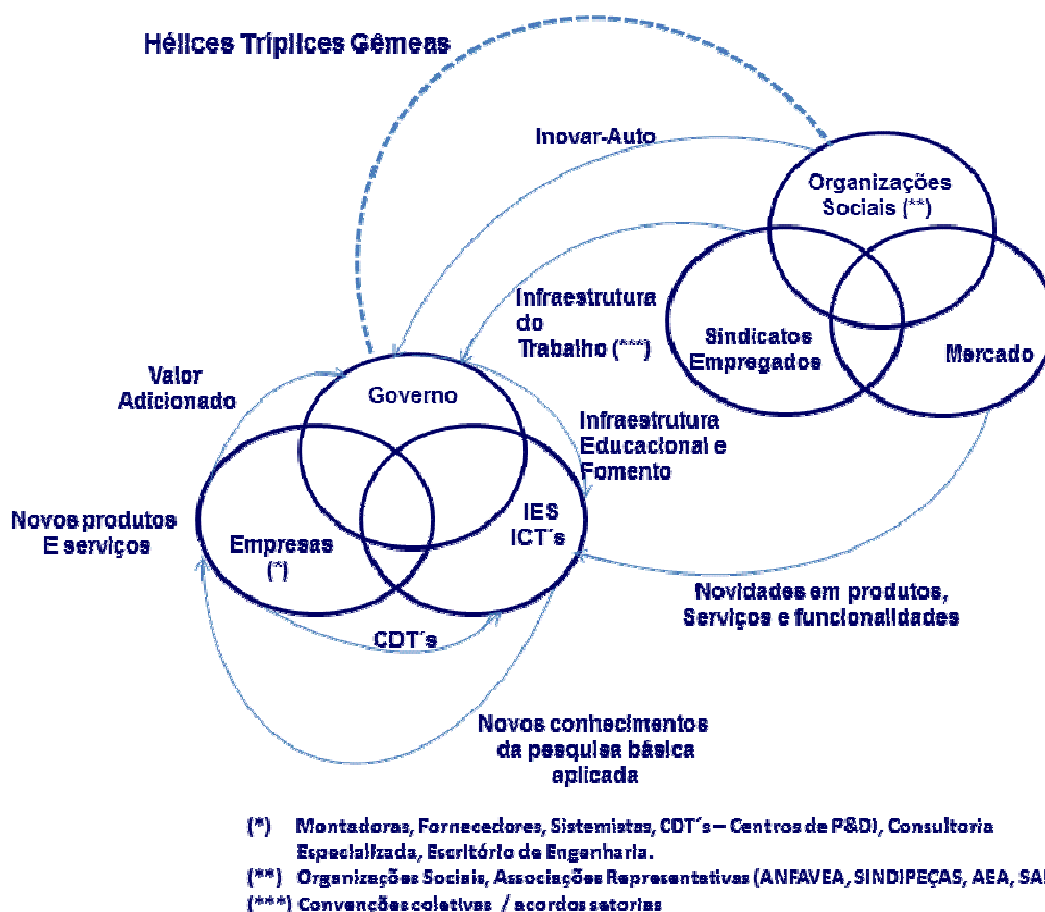 Hélices Tríplices Gêmeas
Inovar-Auto
Organizações
Sociais (**)
Infraestrutura
do
Trabalho (***)
Sindicatos
Empregados
Mercado
Valor
Adicionado
Governo
Infraestrutura
Educacional e
Fomento
IES
ICT´s
Novos produtos
E serviços
Empresas
(*)
CDT´s
Novidades em produtos,
Serviços e funcionalidades
Novos conhecimentos
da pesquisa básica
aplicada
(*) Montadoras, Fornecedores, Sistemistas, CDT´s – Centros de P&D), Consultoria
Especializada, Escritório de Engenharia.
(**) Organizações Sociais, Associações Representativas (ANFAVEA, SINDIPEÇAS, AEA,
(***) Convenções coletivas / acordos setorias